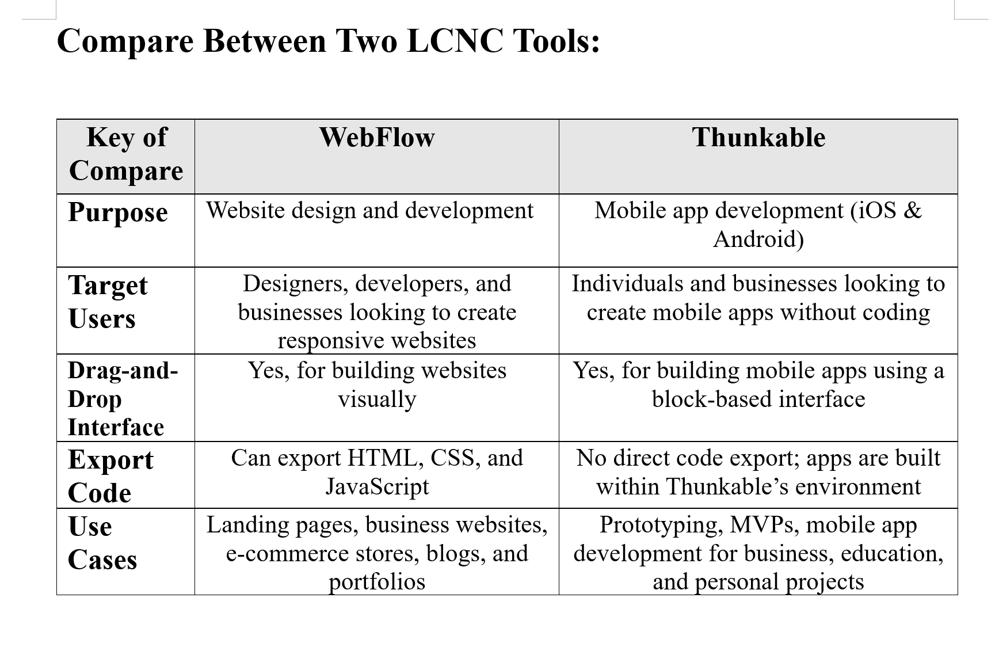 Compare Between Two LCNC Tools:
Key of
Compare
WebFlow
Thunkable
Purpose
Website design and development
Mobile app development (iOS &
Android)
Target
Users
Designers, developers, and
businesses looking to create
responsive websites
Individuals and businesses looking to
create mobile apps without coding
Drag-and-
Drop
Interface
Yes, for building websites
visually
Yes, for building mobile apps using a
block-based interface
Export
Code
Can export HTML, CSS, and
JavaScript
No direct code export; apps are built
within Thunkable’s environment
Use
Cases
Landing pages, business websites,
e-commerce stores, blogs, and
portfolios
Prototyping, MVPs, mobile app
development for business, education,
and personal projects